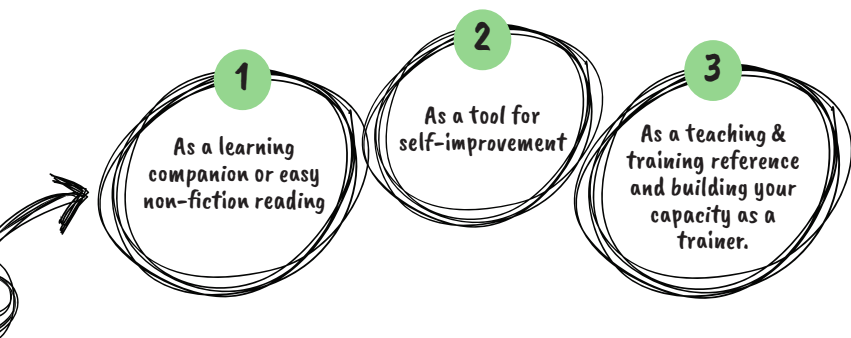 1
As a learning
companion or easy
non-fiction reading
2
As a tool for
self-improvement
3
As a teaching &
training reference
and building your
capacity as a
trainer.